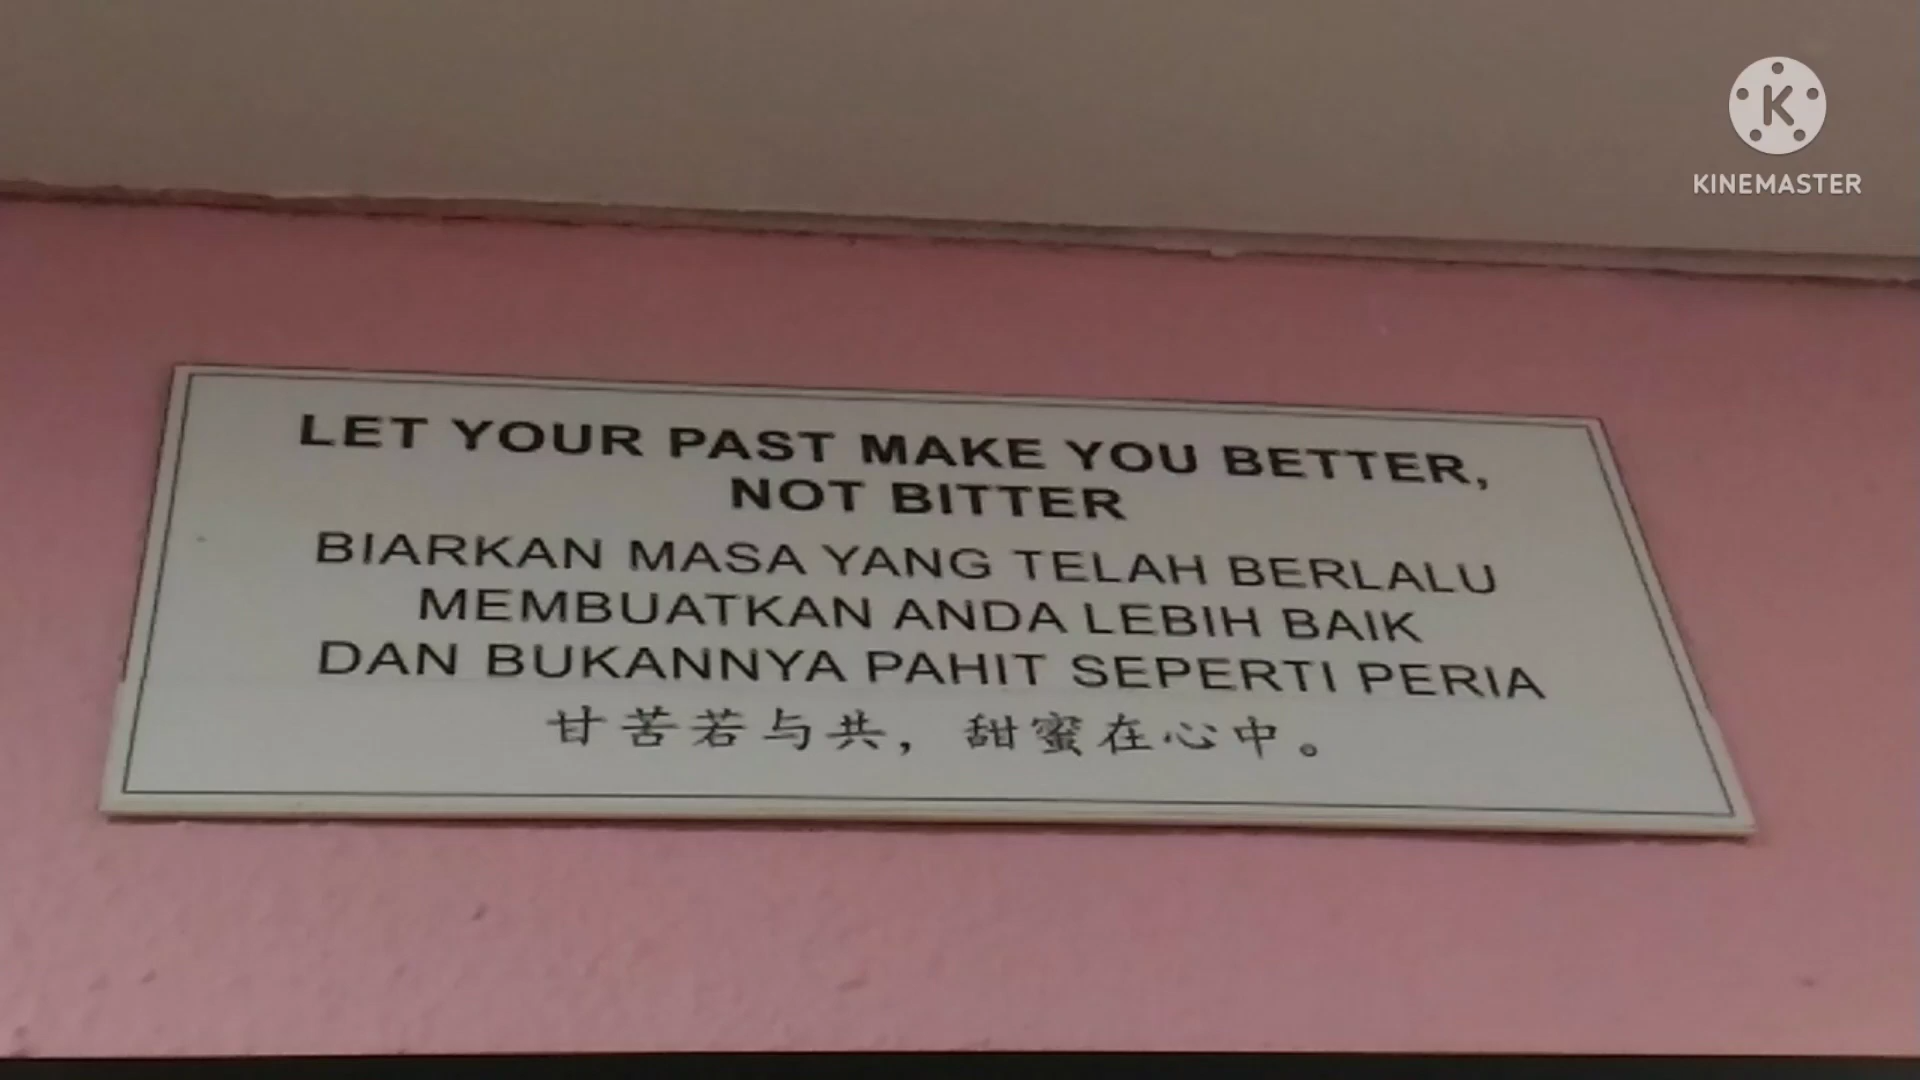 KINEMASTER
LET YOUR PAST MAKE YOU BETTER,
NOT BITTER
BIARKAN MASA YANG TELAH BERLALU
MEMBUATKAN ANDA LEBIH BAIK
DAN BUKANNYA PAHIT SEPERTI PERIA
甘苦若与共，甜蜜在心中。